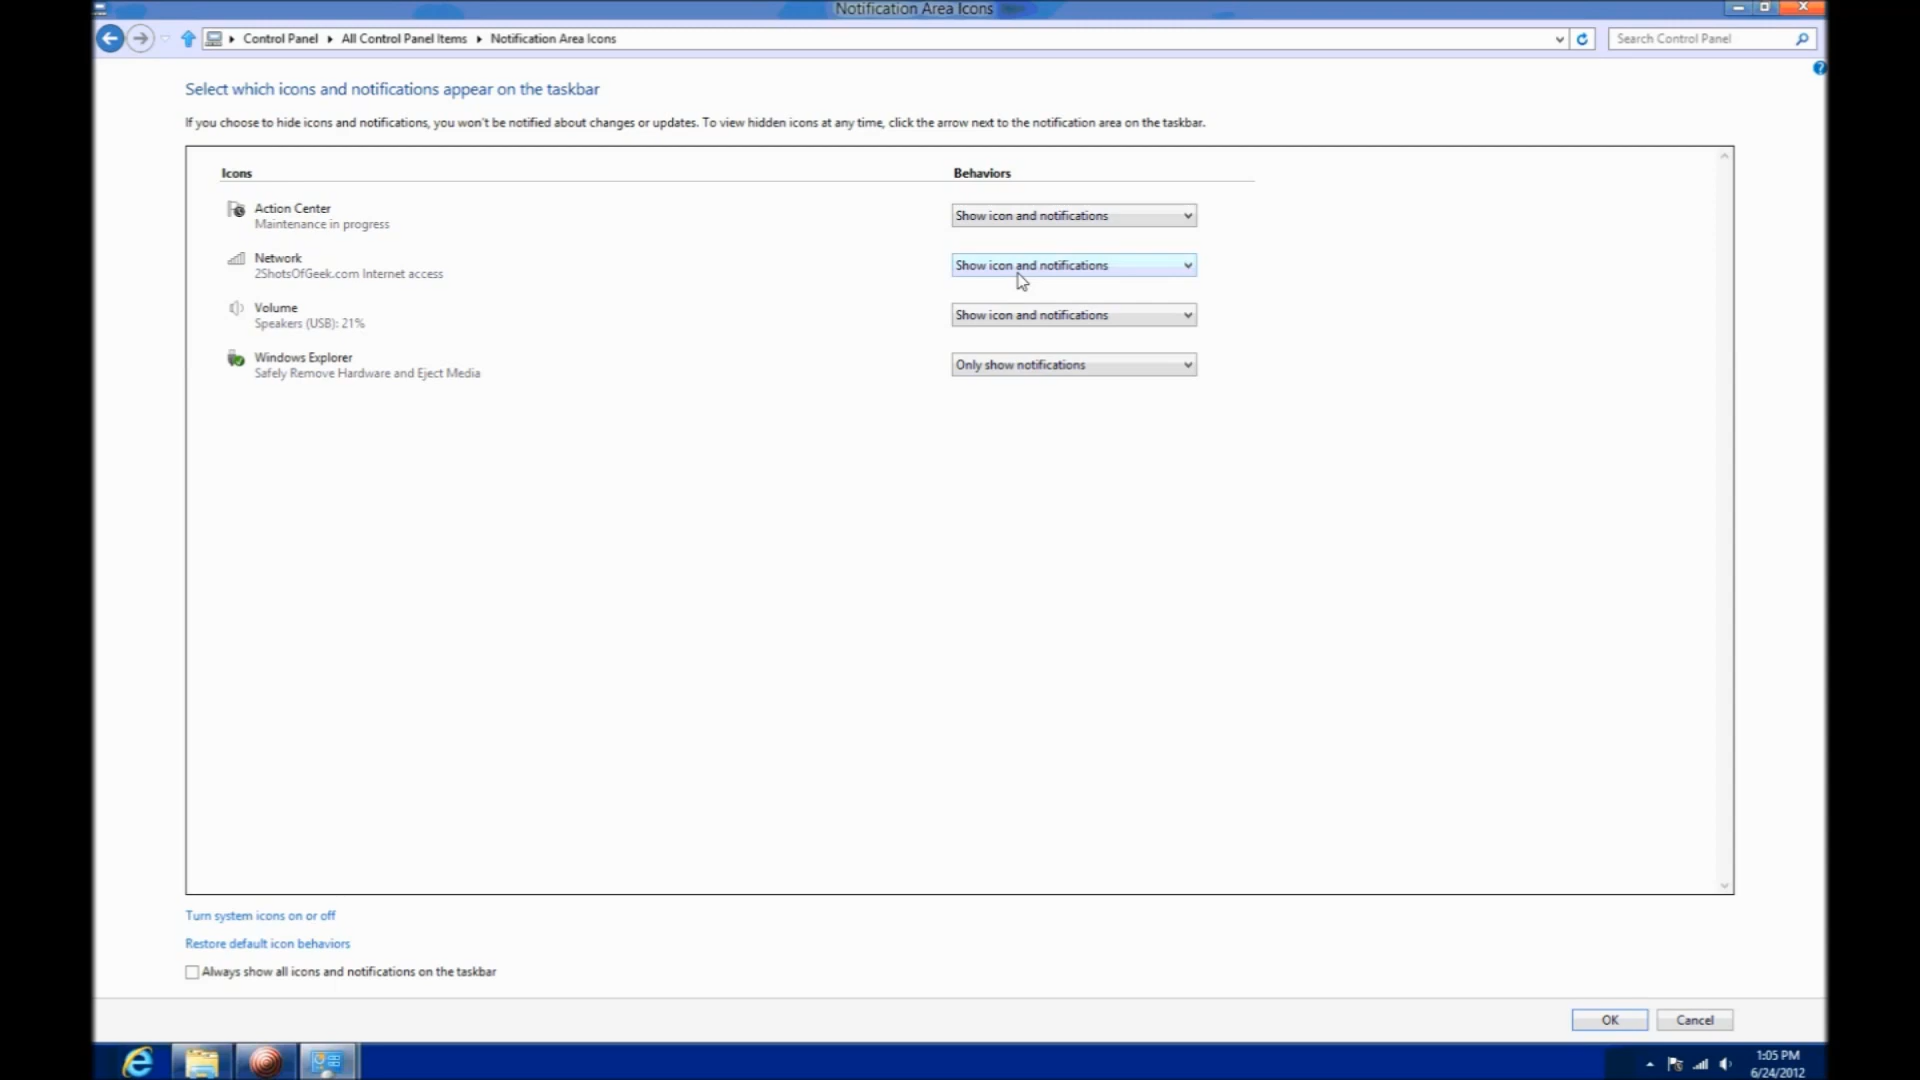 Notification Area Icons
Control Panel
All Control Panel Items
Notification Area Icons
Search Control Panel
Select which icons and notifications appear on the taskbar
If you choose to hide icons and notifications, you won't be notified about changes or updates. To view hidden icons at any time, click the arrow next to the notification area on the taskbar.
Icons
Behaviors
Action Center
Maintenance in progress
Show icon and notifications
Network
2ShotsOfGeek.com Internet access
Show icon and notifications
Volume
Speakers (USB): 21%
Show icon and notifications
Windows Explorer
Safely Remove Hardware and Eject Media
Only show notifications
Turn system icons on or off
Restore default icon behaviors
Always show all icons and notifications on the taskbar
OK
Cancel
1:05 PM
6/24/2012